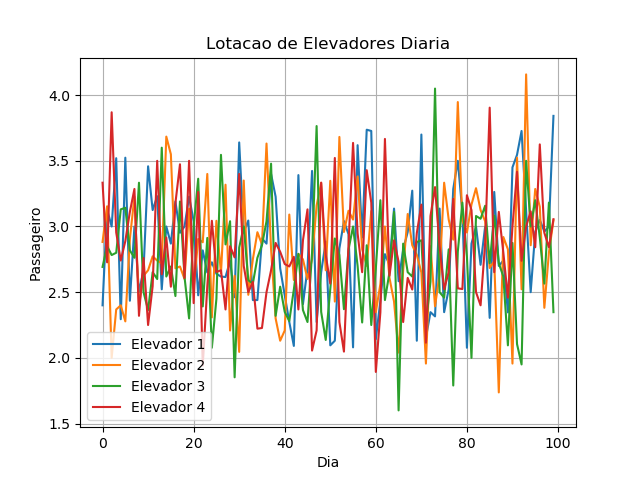 Lotacao de Elevadores Diaria
Passageiro
4.0
3.5
3.0
2.5
2.0
1.5
Elevador 1
Elevador 2
Elevador 3
Elevador 4
0 20 40 60 80 100
Dia